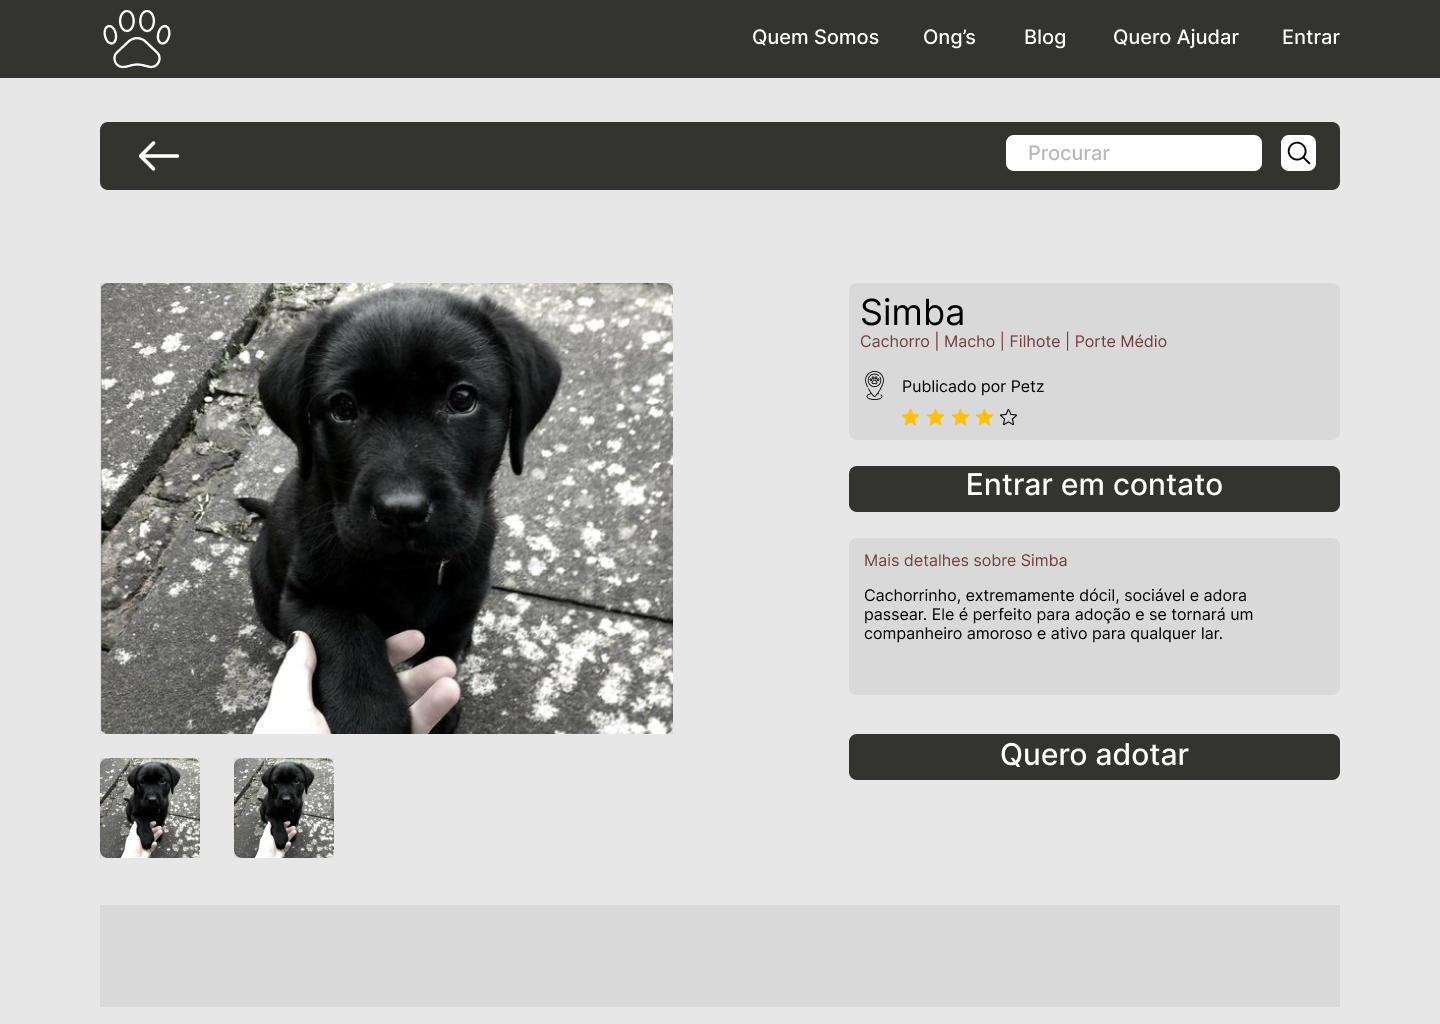 Quem Somos
Ong’s
Blog
Quero Ajudar
Entrar
Procurar
Simba
Cachorro | Macho | Filhote | Porte Médio
Publicado por Petz
Entrar em contato
Mais detalhes sobre Simba
Cachorrinho, extremamente dócil, sociável e adora
passear. Ele é perfeito para adoção e se tornará um
companheiro amoroso e ativo para qualquer lar.
Quero adotar